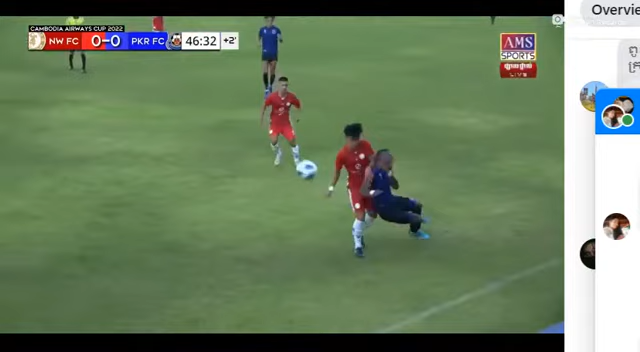 CAMBODIA AIRWAYS CUP 2022
NW FC 0-0 PKR FC 46:32 +2'
AMS
SPORTS
LIVE
Overvie